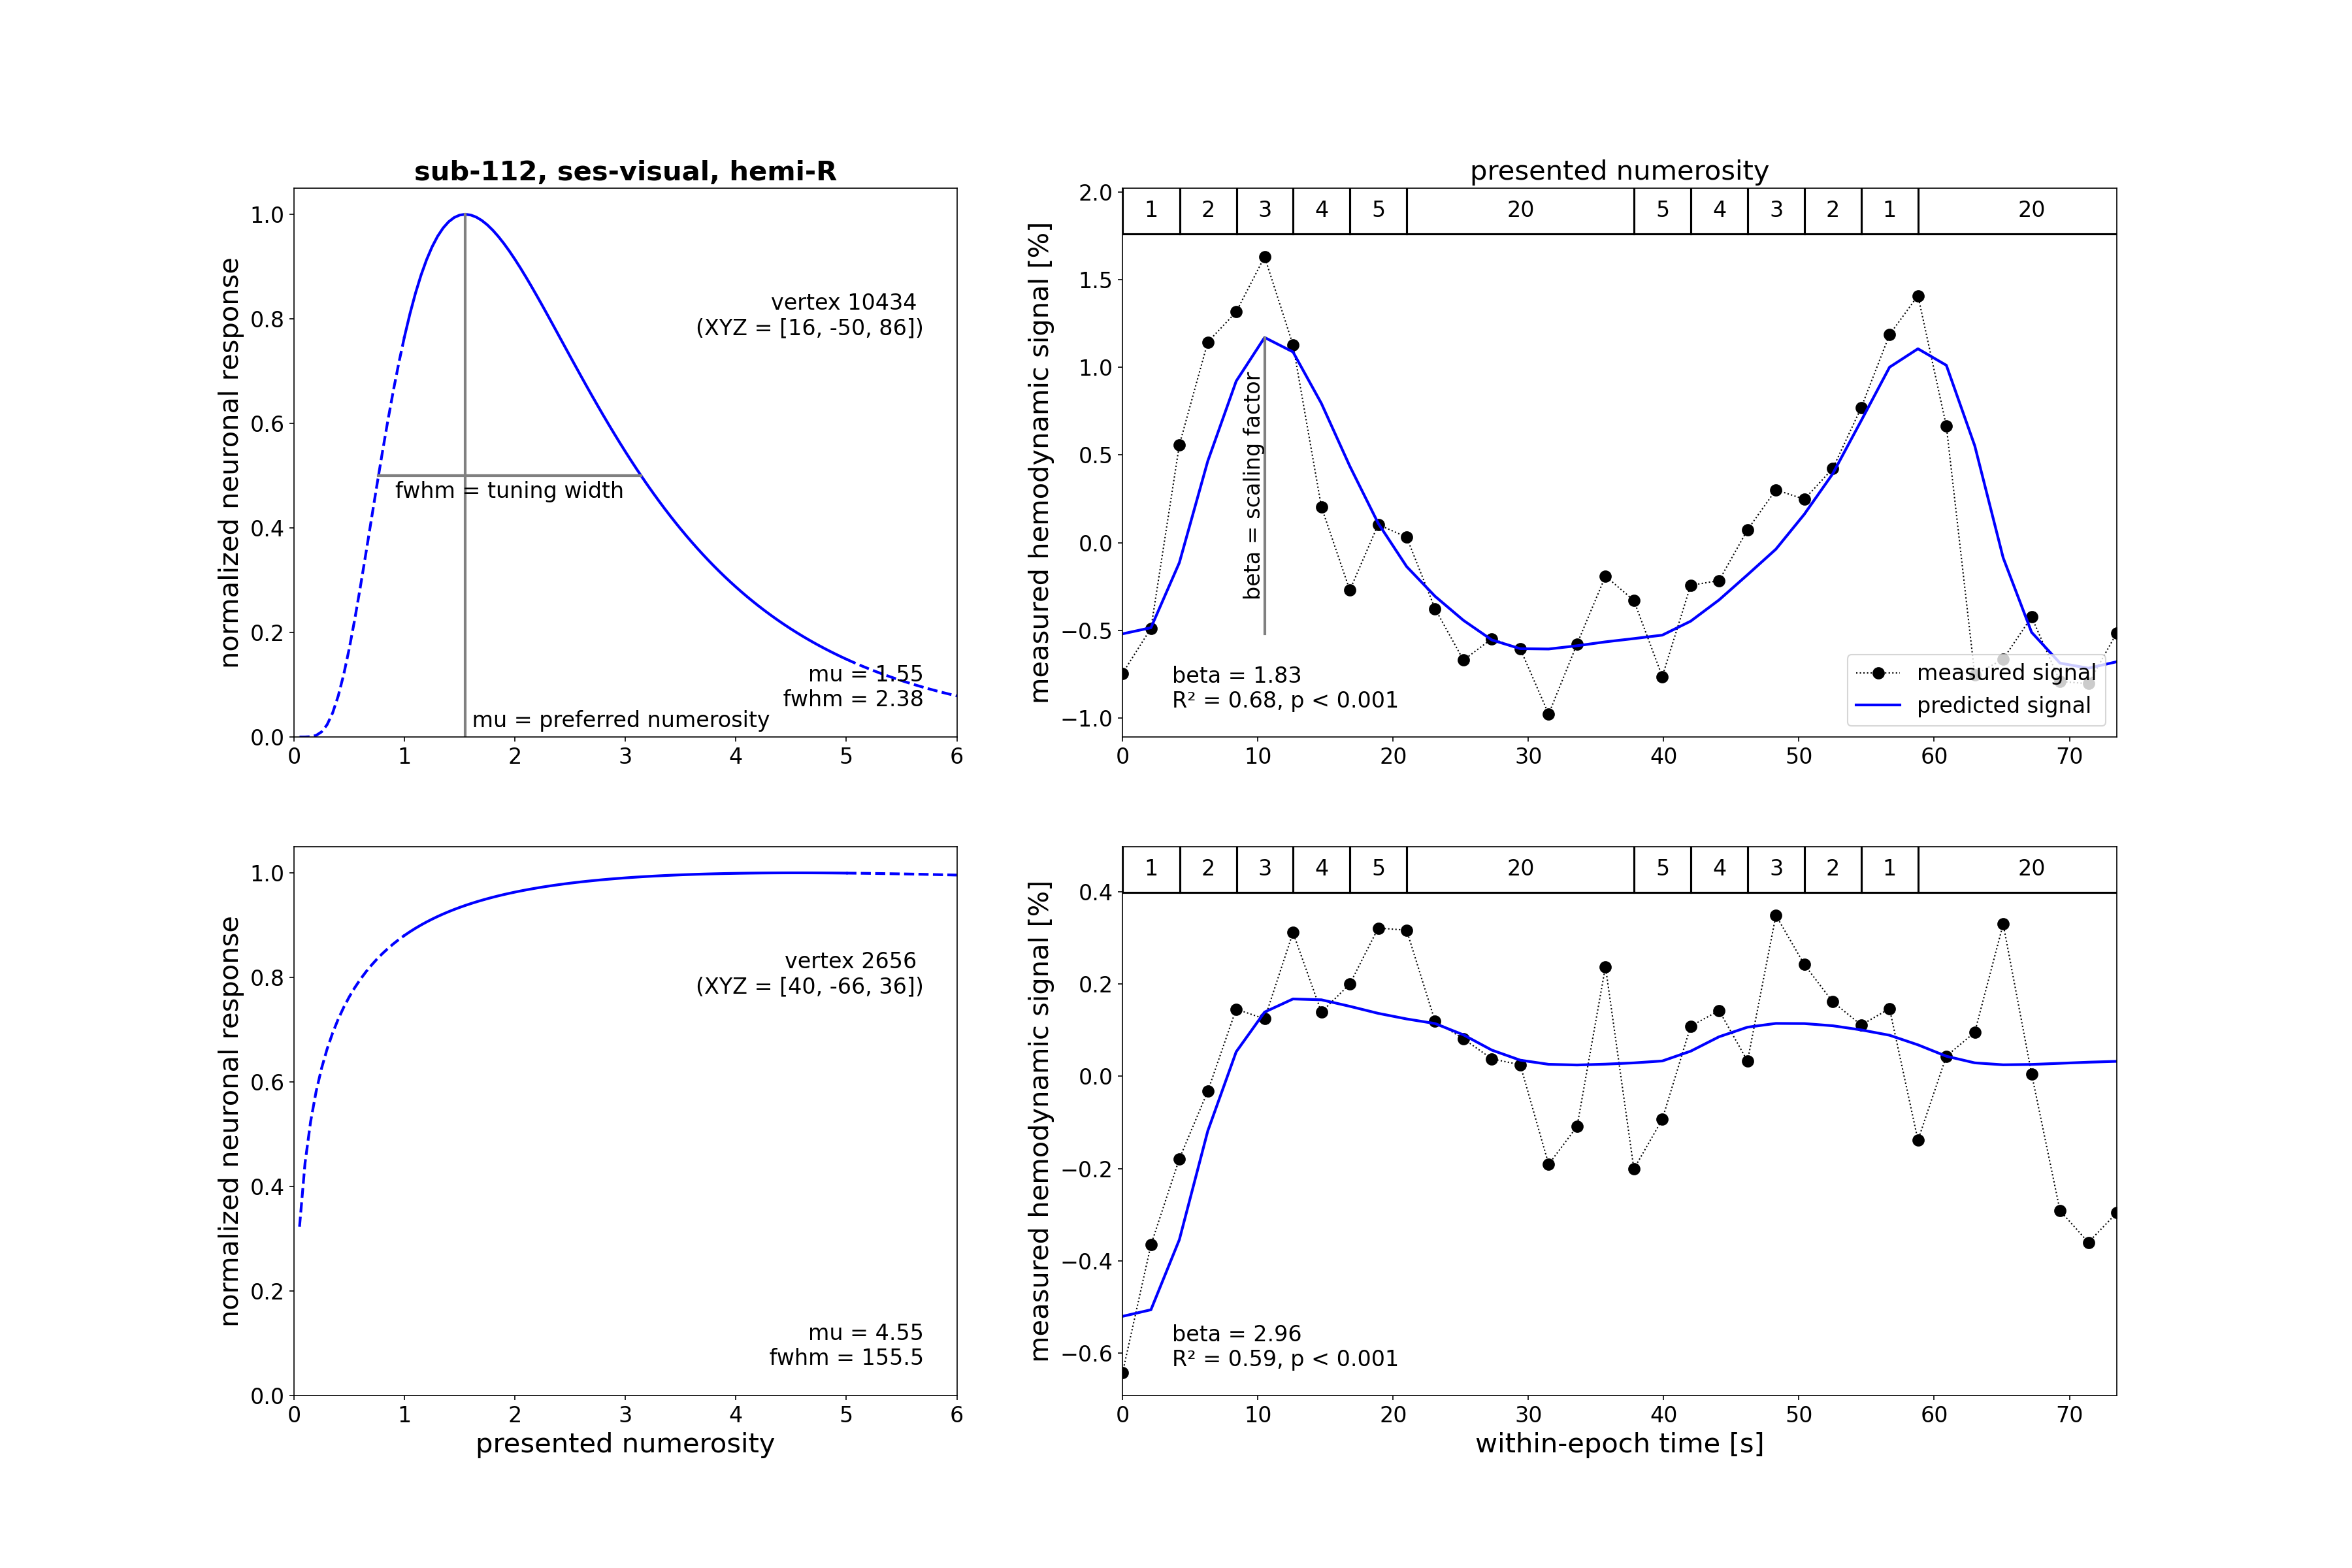 sub-112, ses-visual, hemi-R
normalized neuronal response
1.0
0.8
0.6
0.4
0.2
0.0
vertex 10434
(XYZ = [16, -50, 86])
fwhm = tuning width
mu = 1.55
fwhm = 2.38
mu = preferred numerosity
0 1 2 3 4 5 6
presented numerosity
1 2 3 4 5 20 5 4 3 2 1 20
measured hemodynamic signal [%]
2.0
1.5
1.0
0.5
0.0
−0.5
−1.0
beta = scaling factor
beta = 1.83
R² = 0.68, p < 0.001
measured signal
predicted signal
0 10 20 30 40 50 60 70
normalized neuronal response
1.0
0.8
0.6
0.4
0.2
0.0
vertex 2656
(XYZ = [40, -66, 36])
mu = 4.55
fwhm = 155.5
0 1 2 3 4 5 6
presented numerosity
1 2 3 4 5 20 5 4 3 2 1 20
measured hemodynamic signal [%]
0.4
0.2
0.0
−0.2
−0.4
−0.6
beta = 2.96
R² = 0.59, p < 0.001
0 10 20 30 40 50 60 70
within-epoch time [s]